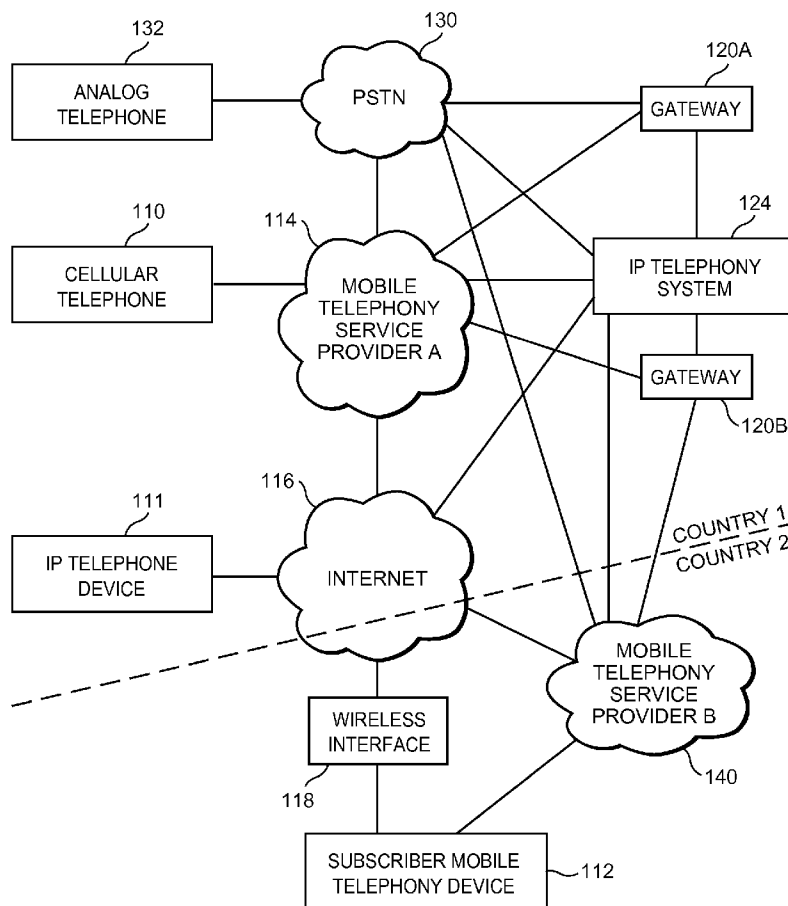 132
ANALOG
TELEPHONE
130
PSTN
120A
GATEWAY
110
CELLULAR
TELEPHONE
114
MOBILE
TELEPHONY
SERVICE
PROVIDER A
124
IP TELEPHONY
SYSTEM
GATEWAY
120B
111
IP TELEPHONE
DEVICE
116
INTERNET
COUNTRY 1
COUNTRY 2
MOBILE
TELEPHONY
SERVICE
PROVIDER B
140
WIRELESS
INTERFACE
118
SUBSCRIBER MOBILE
TELEPHONY DEVICE
112